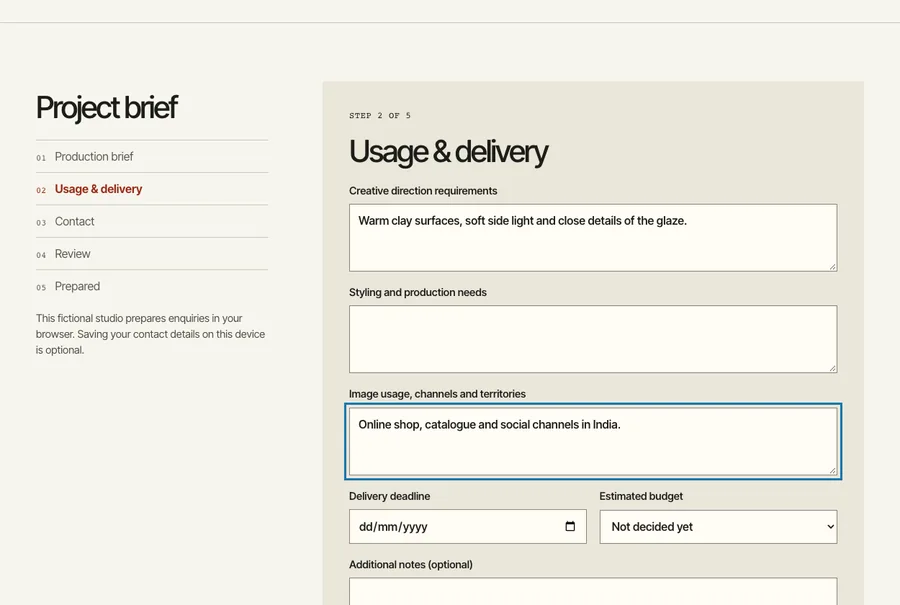 Project brief
01 Production brief
02 Usage & delivery
03 Contact
04 Review
05 Prepared
This fictional studio prepares enquiries in your
browser. Saving your contact details on this device
is optional.
STEP 2 OF 5
Usage & delivery
Creative direction requirements
Warm clay surfaces, soft side light and close details of the glaze.
Styling and production needs
Image usage, channels and territories
Online shop, catalogue and social channels in India.
Delivery deadline
dd/mm/yyyy
Estimated budget
Not decided yet
Additional notes (optional)